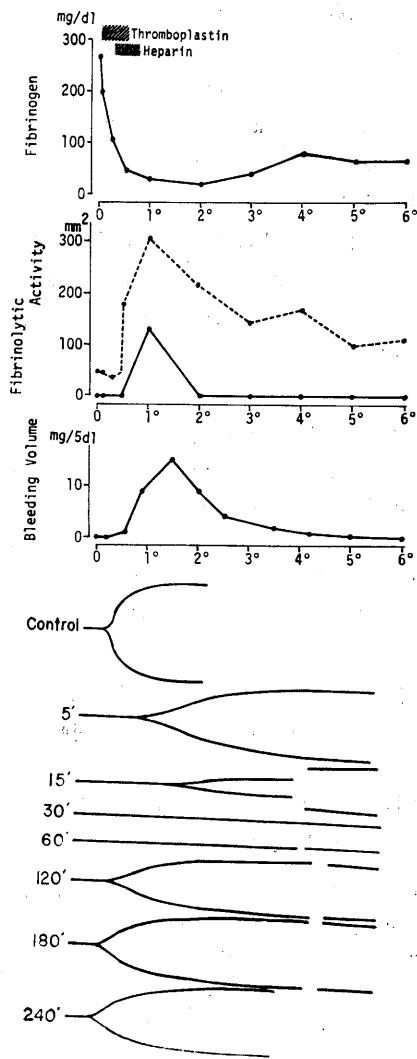 mg/dl
Thromboplastin
Heparin
Fibrinogen
300
200
100
0
0 1° 2° 3° 4° 5° 6°
mm²
Fibrinolytic
Activity
300
200
100
0
0 1° 2° 3° 4° 5° 6°
mg/5dl
Bleeding Volume
10
0
0 1° 2° 3° 4° 5° 6°
Control
5'
15'
30'
60'
120'
180'
240'